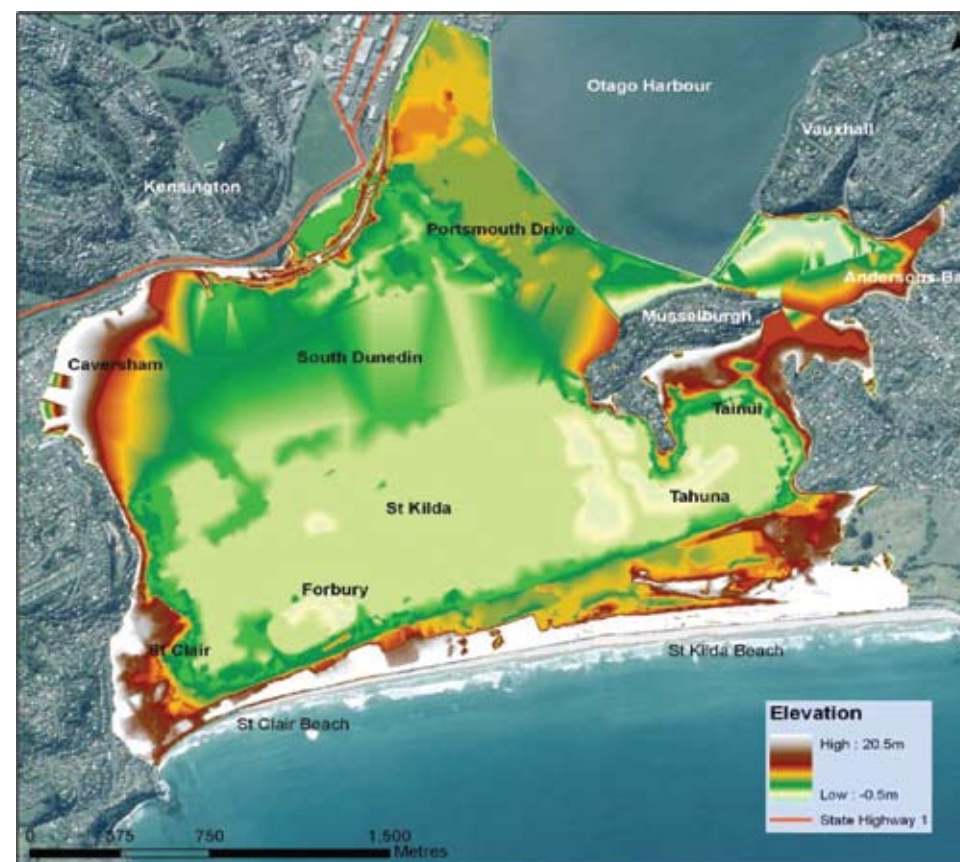 Otago Harbour
Vauxhall
Kensington
Portsmouth Drive
Andersons Ba
Musselburgh
South Dunedin
Caversham
Tainui
Tahuna
St Kilda
Forbury
St Clair
St Kilda Beach
St Clair Beach
Elevation
High : 20.5m
Low : -0.5m
State Highway 1
0 375 750 1,500
Metres